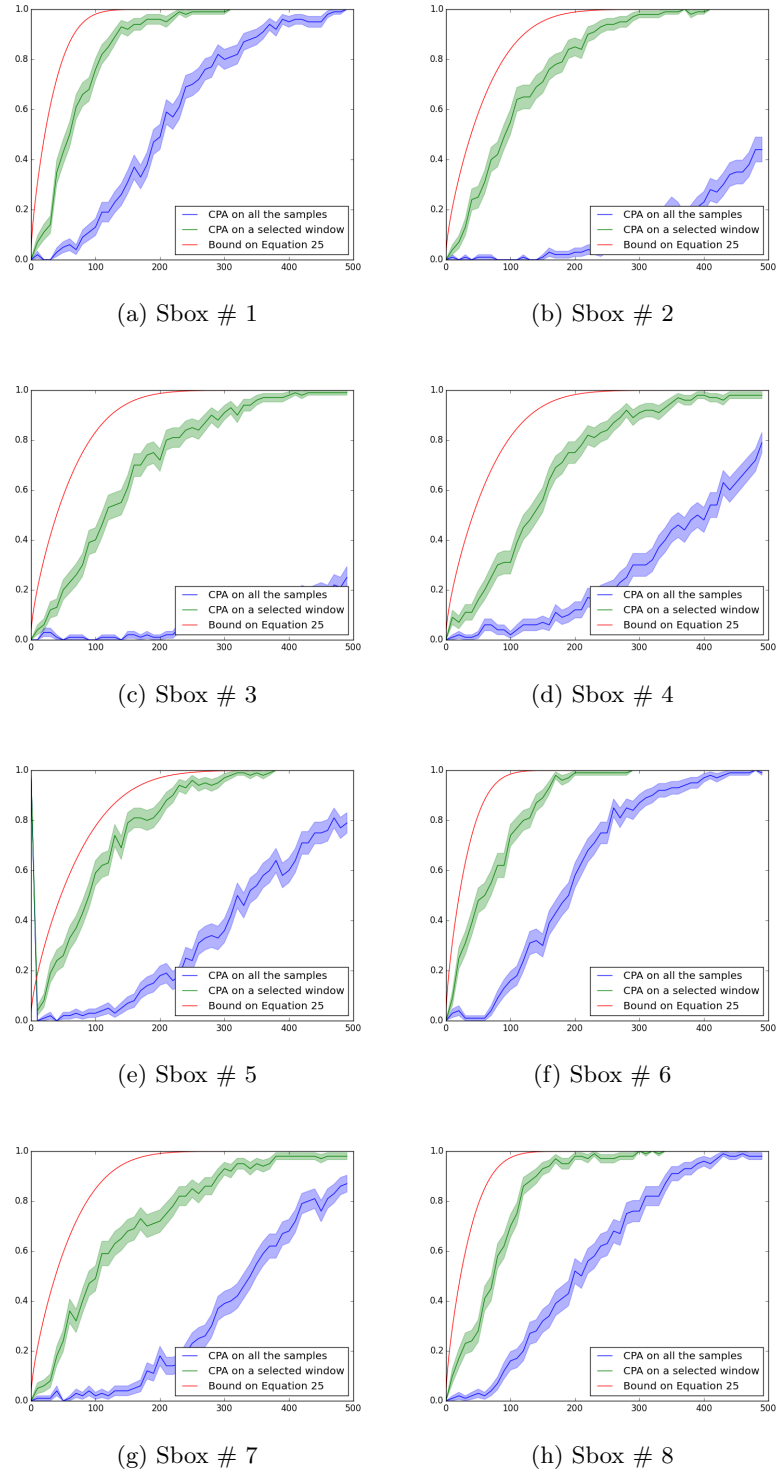 1.0
0.8
0.6
0.4
0.2
0.0
0 100 200 300 400 500
CPA on all the samples
CPA on a selected window
Bound on Equation 25
(a) Sbox # 1
1.0
0.8
0.6
0.4
0.2
0.0
0 100 200 300 400 500
CPA on all the samples
CPA on a selected window
Bound on Equation 25
(b) Sbox # 2
1.0
0.8
0.6
0.4
0.2
0.0
0 100 200 300 400 500
CPA on all the samples
CPA on a selected window
Bound on Equation 25
(c) Sbox # 3
1.0
0.8
0.6
0.4
0.2
0.0
0 100 200 300 400 500
CPA on all the samples
CPA on a selected window
Bound on Equation 25
(d) Sbox # 4
1.0
0.8
0.6
0.4
0.2
0.0
0 100 200 300 400 500
CPA on all the samples
CPA on a selected window
Bound on Equation 25
(e) Sbox # 5
1.0
0.8
0.6
0.4
0.2
0.0
0 100 200 300 400 500
CPA on all the samples
CPA on a selected window
Bound on Equation 25
(f) Sbox # 6
1.0
0.8
0.6
0.4
0.2
0.0
0 100 200 300 400 500
CPA on all the samples
CPA on a selected window
Bound on Equation 25
(g) Sbox # 7
1.0
0.8
0.6
0.4
0.2
0.0
0 100 200 300 400 500
CPA on all the samples
CPA on a selected window
Bound on Equation 25
(h) Sbox # 8